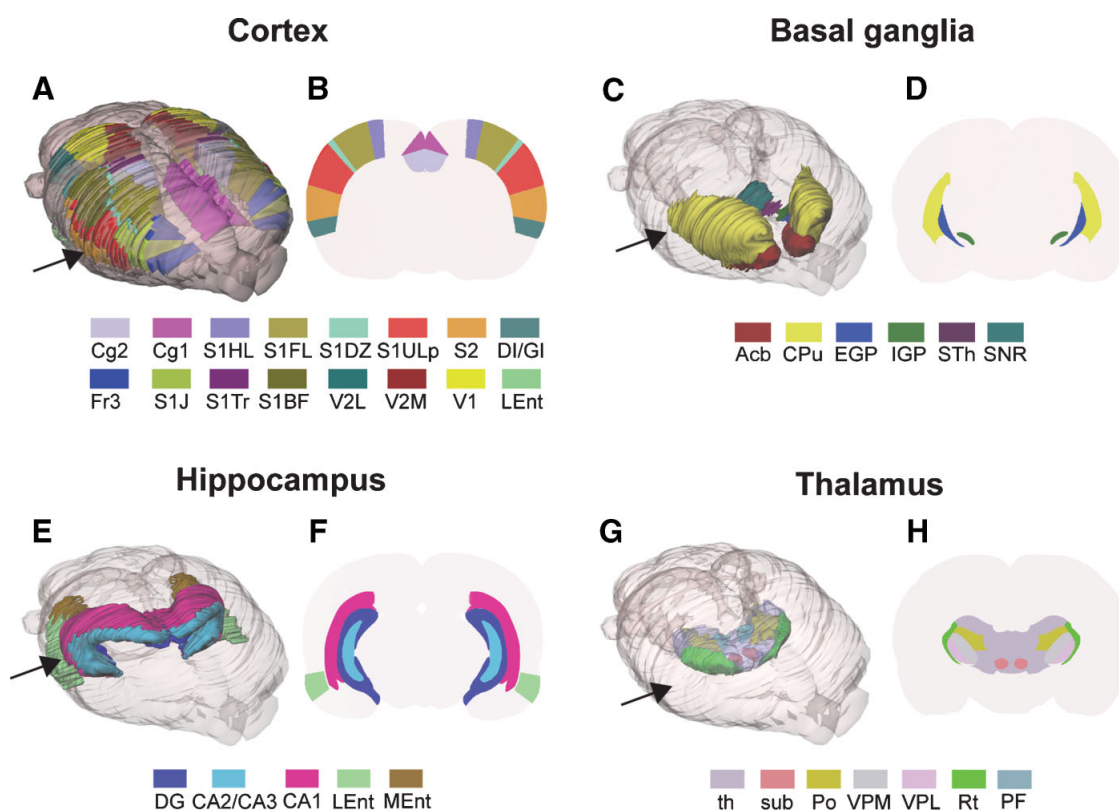 Cortex
Basal ganglia
A
B
C
D
Cg2 Cg1 S1HL S1FL S1DZ S1ULp S2 DI/GI
Fr3 S1J S1Tr S1BF V2L V2M V1 LEnt
Acb CPu EGP IGP STh SNR
Hippocampus
Thalamus
E
F
G
H
DG CA2/CA3 CA1 LEnt MEnt
th sub Po VPM VPL Rt PF